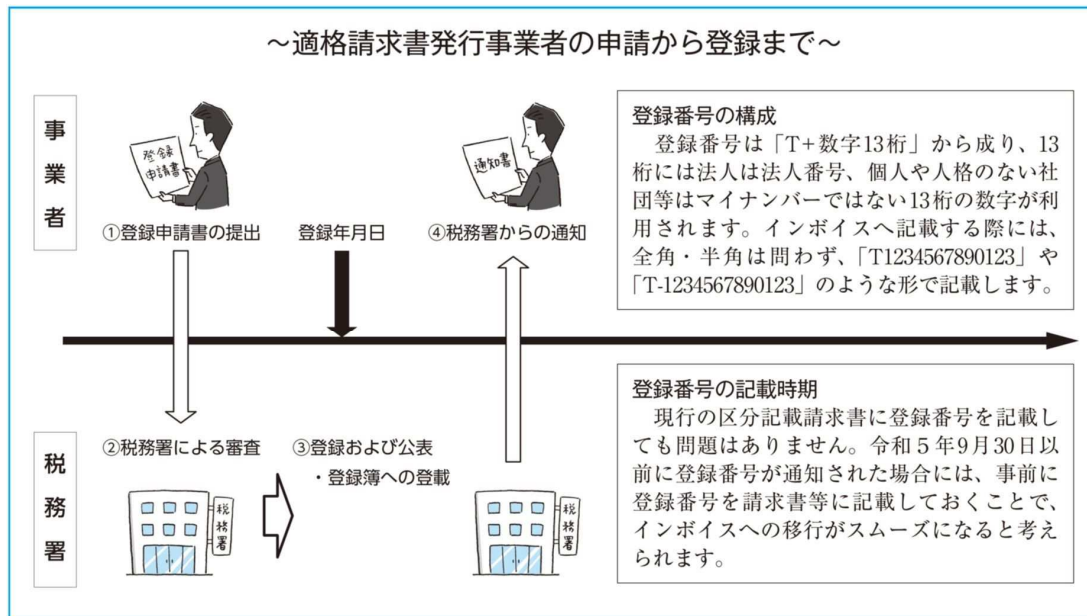 ～適格請求書発行事業者の申請から登録まで～
事業者
登録
申請書
①登録申請書の提出
登録年月日
通知書
④税務署からの通知
登録番号の構成
登録番号は「T+数字13桁」から成り、13
桁には法人は法人番号、個人や人格のない社
団等はマイナンバーではない13桁の数字が利
用されます。インボイスへ記載する際には、
全角・半角は問わず、「T1234567890123」や
「T-1234567890123」のような形で記載します。
税務署
②税務署による審査
税務署
③登録および公表
・登録簿への登載
税務署
登録番号の記載時期
現行の区分記載請求書に登録番号を記載して
も問題はありません。令和5年9月30日以
前に登録番号が通知された場合には、事前に
登録番号を請求書等に記載しておくことで、
インボイスへの移行がスムーズになると考え
られます。